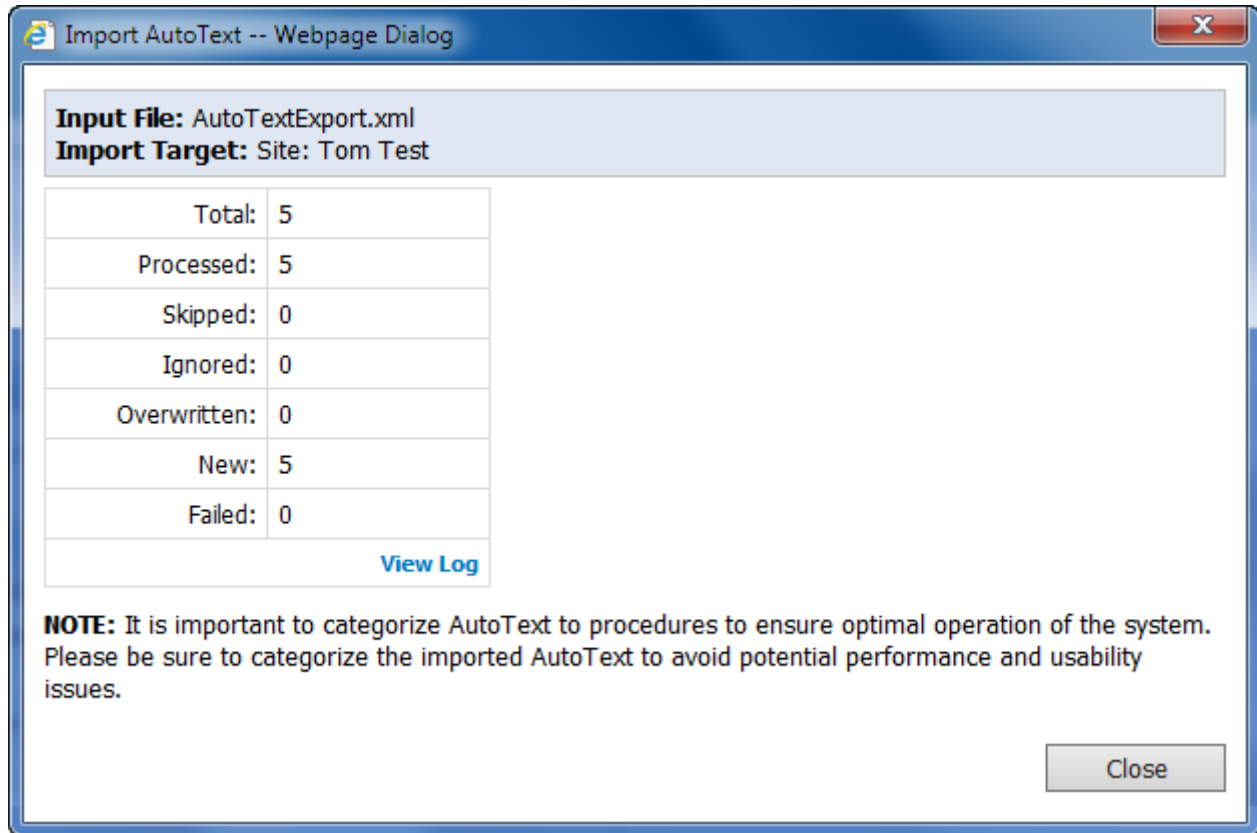 Import AutoText -- Webpage Dialog
Input File: AutoTextExport.xml
Import Target: Site: Tom Test
Total: 5
Processed: 5
Skipped: 0
Ignored: 0
Overwritten: 0
New: 5
Failed: 0
View Log
NOTE: It is important to categorize AutoText to procedures to ensure optimal operation of the system.
Please be sure to categorize the imported AutoText to avoid potential performance and usability
issues.
Close